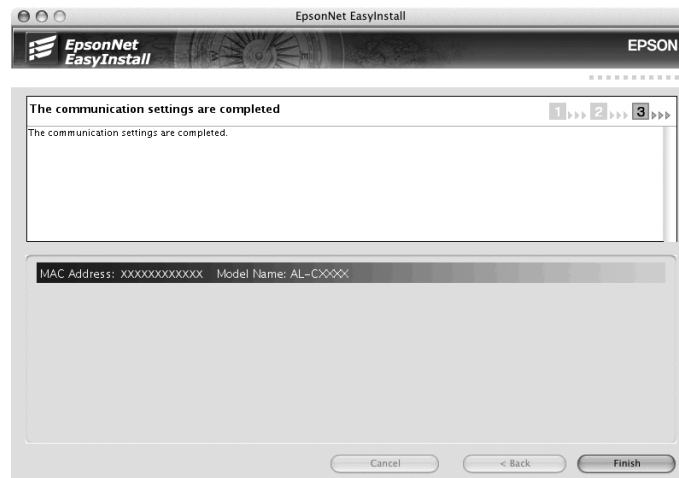 EpsonNet EasyInstall
EpsonNet
EasyInstall
EPSON
The communication settings are completed
1 2 3
The communication settings are completed.
MAC Address: XXXXXXXXXXXX Model Name: AL-CXXXX
Cancel
< Back
Finish